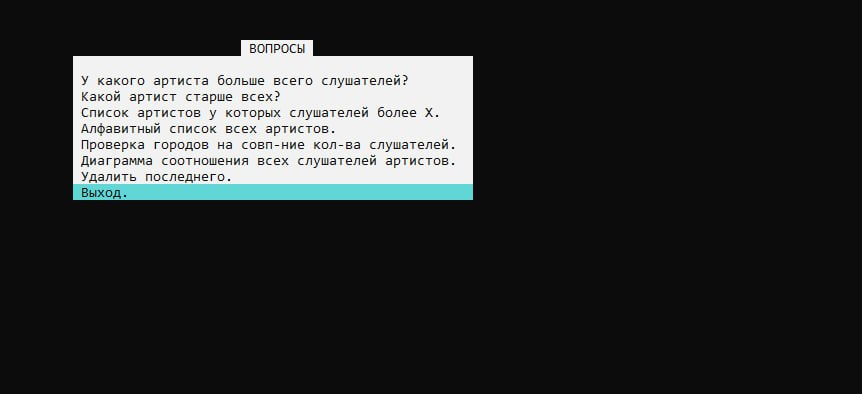 ВОПРОСЫ
У какого артиста больше всего слушателей?
Какой артист старше всех?
Список артистов у которых слушателей более X.
Алфавитный список всех артистов.
Проверка городов на совп-ние кол-ва слушателей.
Диаграмма соотношения всех слушателей артистов.
Удалить последнего.
Выход.